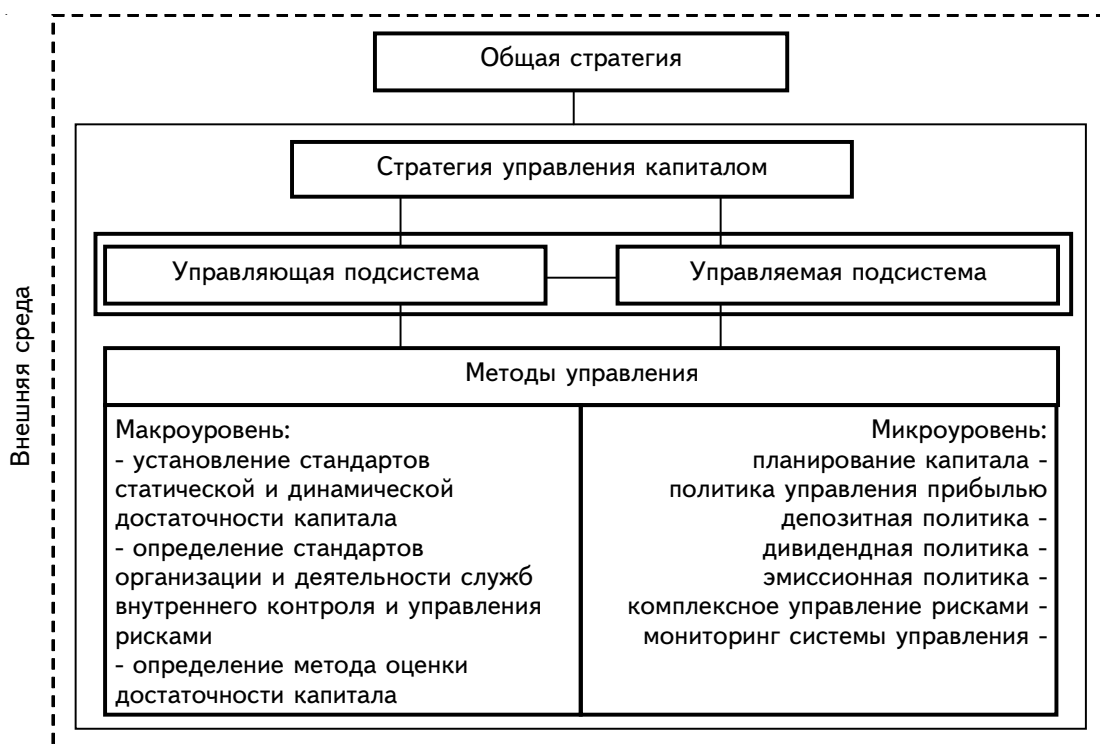 Общая стратегия
Стратегия управления капиталом
Управляющая подсистема
Управляемая подсистема
Внешняя среда
Методы управления
Макроуровень:
- установление стандартов
статической и динамической
достаточности капитала
- определение стандартов
организации и деятельности служб
внутреннего контроля и управления
рисками
- определение метода оценки
достаточности капитала
Микроуровень:
планирование капитала -
политика управления прибылью
депозитная политика -
дивидендная политика -
эмиссионная политика -
комплексное управление рисками -
мониторинг системы управления -